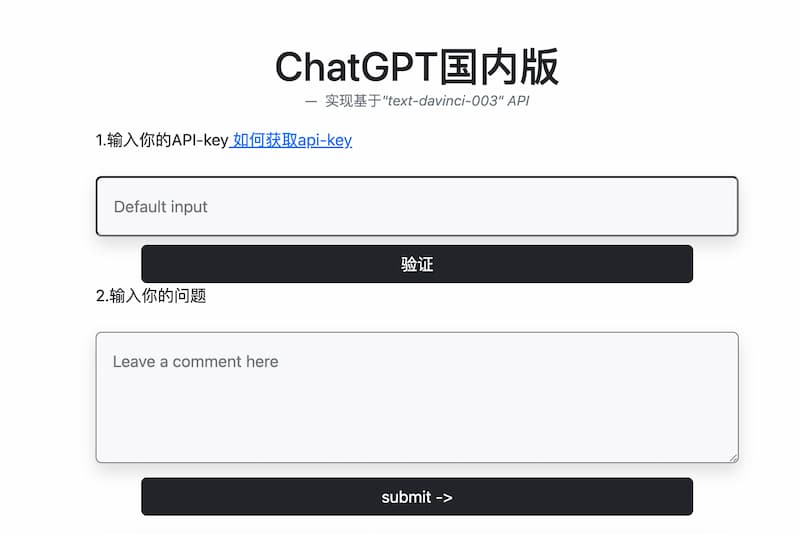 ChatGPT国内版
— 实现基于"text-davinci-003" API
1.输入你的API-key 如何获取api-key
Default input
验证
2.输入你的问题
Leave a comment here
submit ->